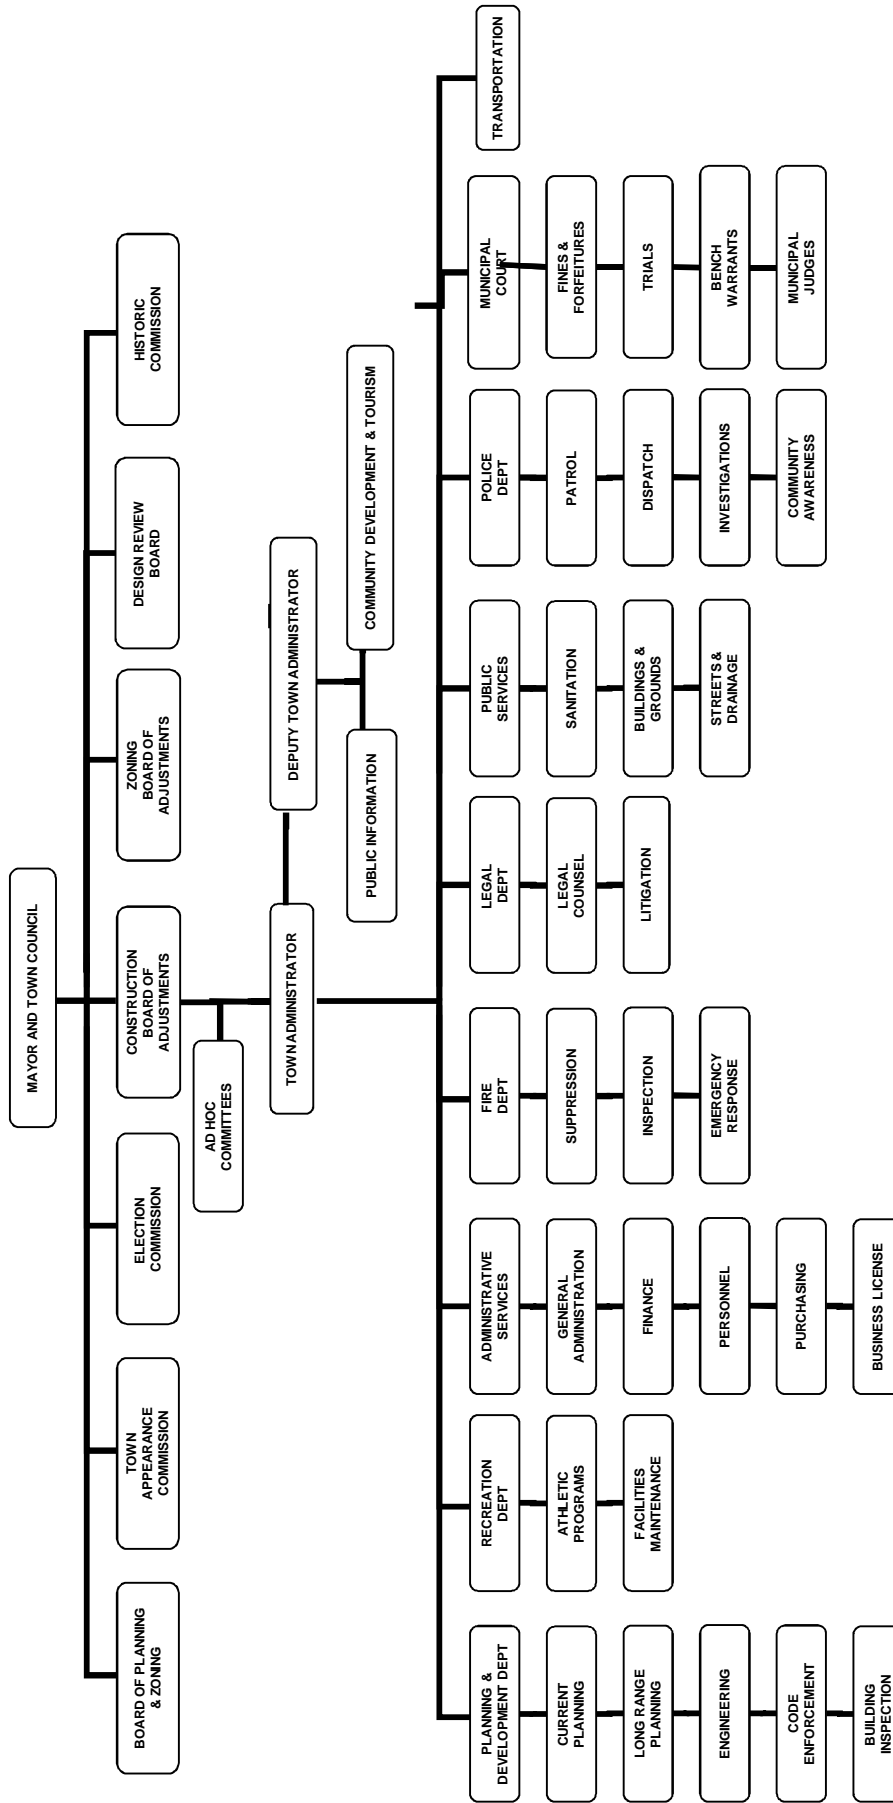 MAYOR AND TOWN COUNCIL
BOARD OF PLANNING
& ZONING
TOWN
APPEARANCE
COMMISSION
ELECTION
COMMISSION
CONSTRUCTION
BOARD OF
ADJUSTMENTS
ZONING
BOARD OF
ADJUSTMENTS
DESIGN REVIEW
BOARD
HISTORIC
COMMISSION
AD HOC
COMMITTEES
TOWN ADMINISTRATOR
DEPUTY TOWN ADMINISTRATOR
PUBLIC INFORMATION
COMMUNITY DEVELOPMENT & TOURISM
PLANNING &
DEVELOPMENT DEPT
CURRENT
PLANNING
LONG RANGE
PLANNING
ENGINEERING
CODE
ENFORCEMENT
BUILDING
INSPECTION
RECREATION
DEPT
ATHLETIC
PROGRAMS
FACILITIES
MAINTENANCE
ADMINISTRATIVE
SERVICES
GENERAL
ADMINISTRATION
FINANCE
PERSONNEL
PURCHASING
BUSINESS LICENSE
FIRE
DEPT
SUPPRESSION
INSPECTION
EMERGENCY
RESPONSE
LEGAL
DEPT
LEGAL
COUNSEL
LITIGATION
PUBLIC
SERVICES
SANITATION
BUILDINGS &
GROUNDS
STREETS &
DRAINAGE
POLICE
DEPT
PATROL
DISPATCH
INVESTIGATIONS
COMMUNITY
AWARENESS
MUNICIPAL
COURT
FINES &
FORFEITURES
TRIALS
BENCH
WARRANTS
MUNICIPAL
JUDGES
TRANSPORTATION